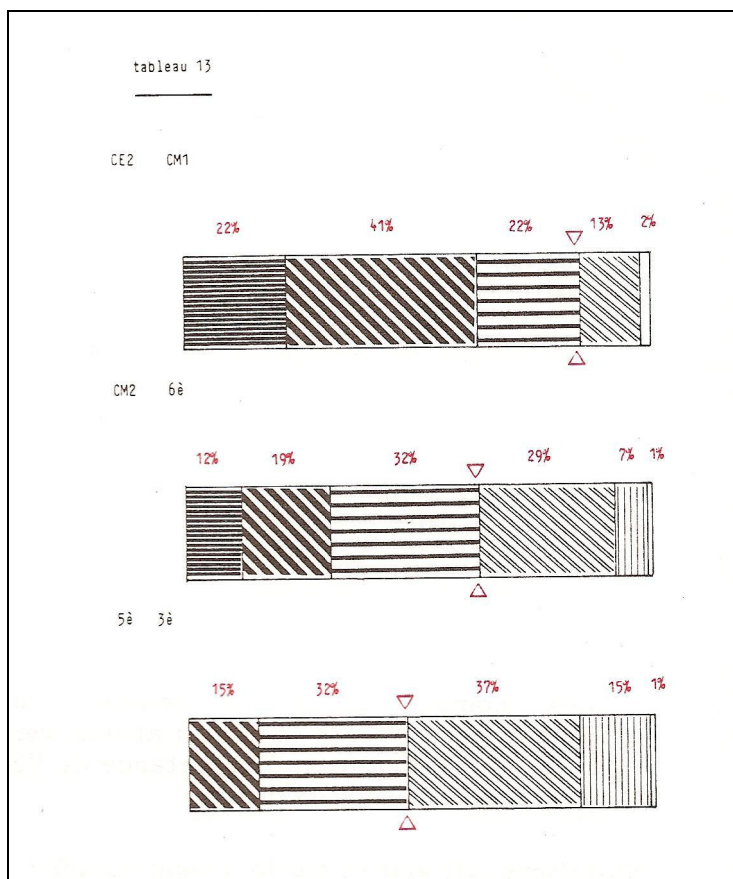 tableau 13
CE2 CM1
22% 41% 22% 13% 2%
CM2 6è
12% 19% 32% 29% 7% 1%
5è 3è
15% 32% 37% 15% 1%